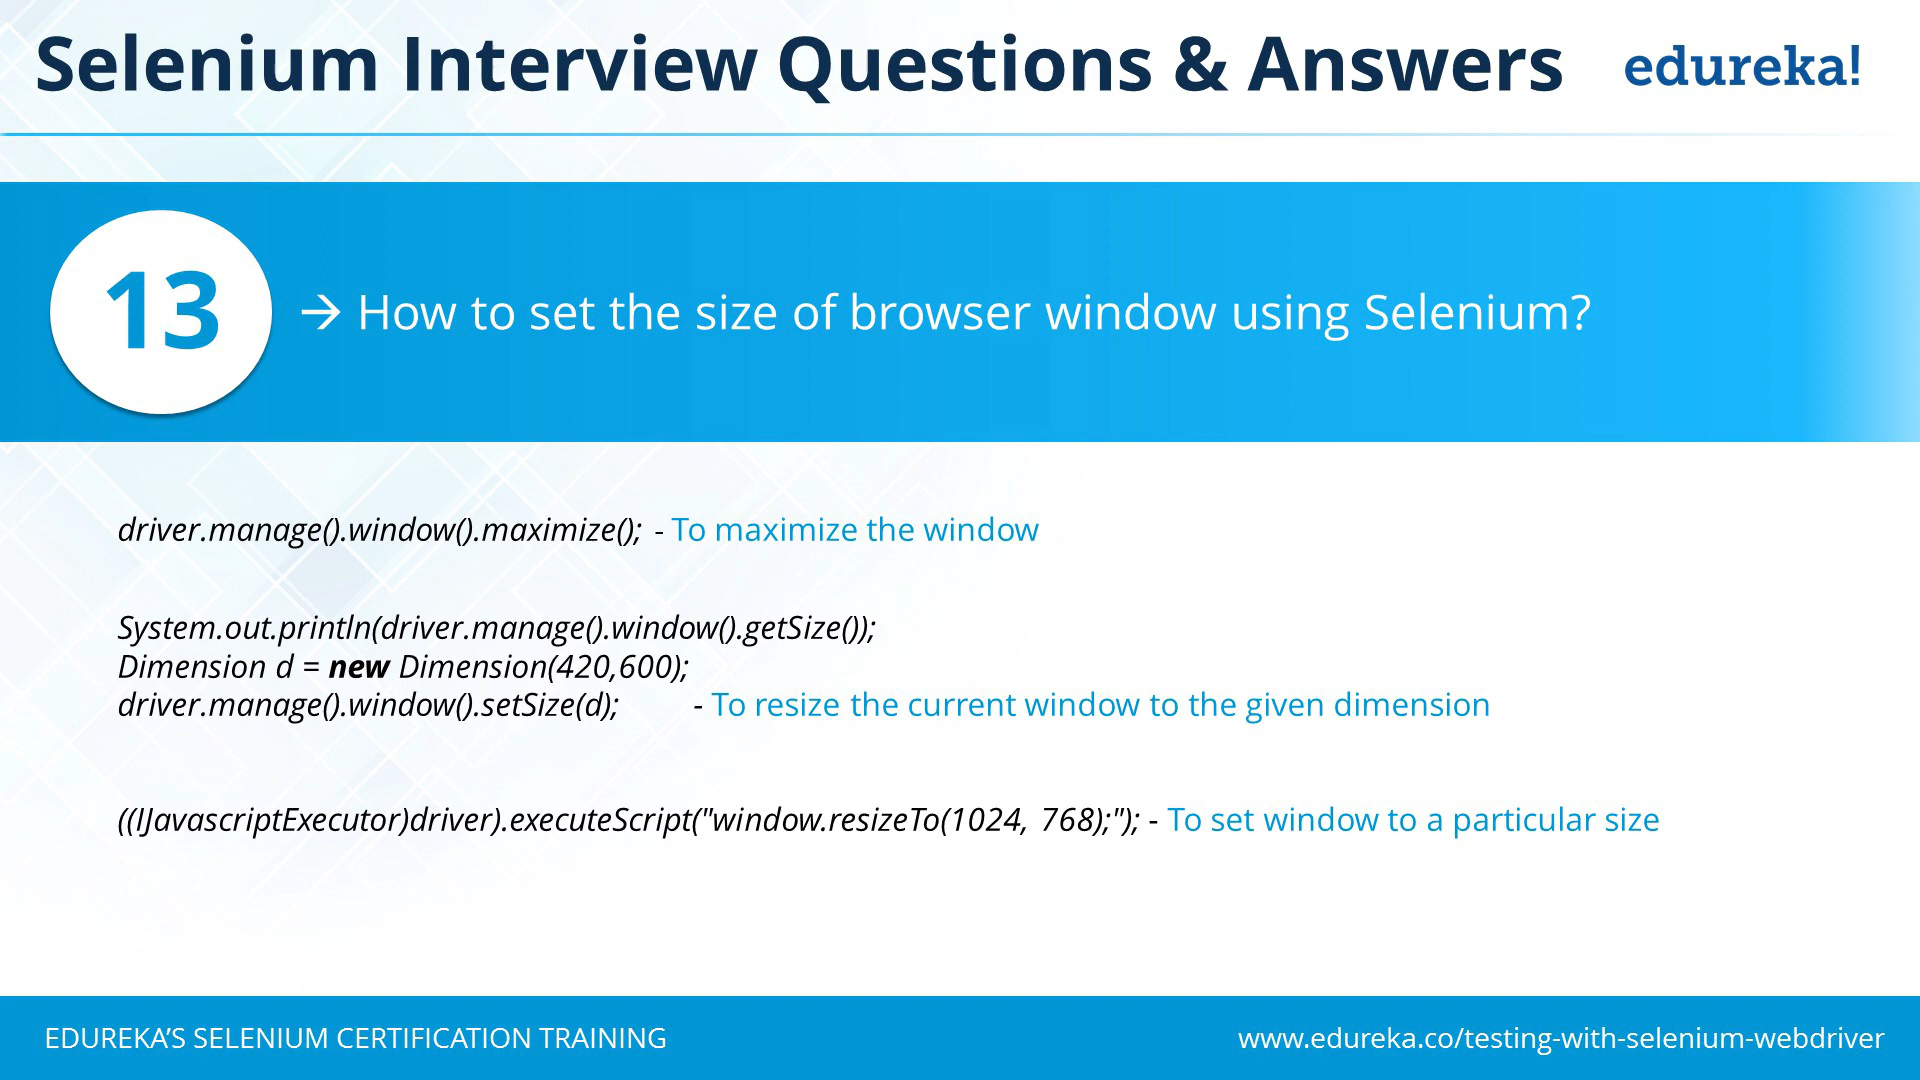 Selenium Interview Questions & Answers
edureka!
13
→ How to set the size of browser window using Selenium?
driver.manage().window().maximize(); - To maximize the window
System.out.println(driver.manage().window().getSize());
Dimension d = new Dimension(420,600);
driver.manage().window().setSize(d); - To resize the current window to the given dimension
((IJavascriptExecutor)driver).executeScript("window.resizeTo(1024, 768);"); - To set window to a particular size
EDUREKA’S SELENIUM CERTIFICATION TRAINING
www.edureka.co/testing-with-selenium-webdriver